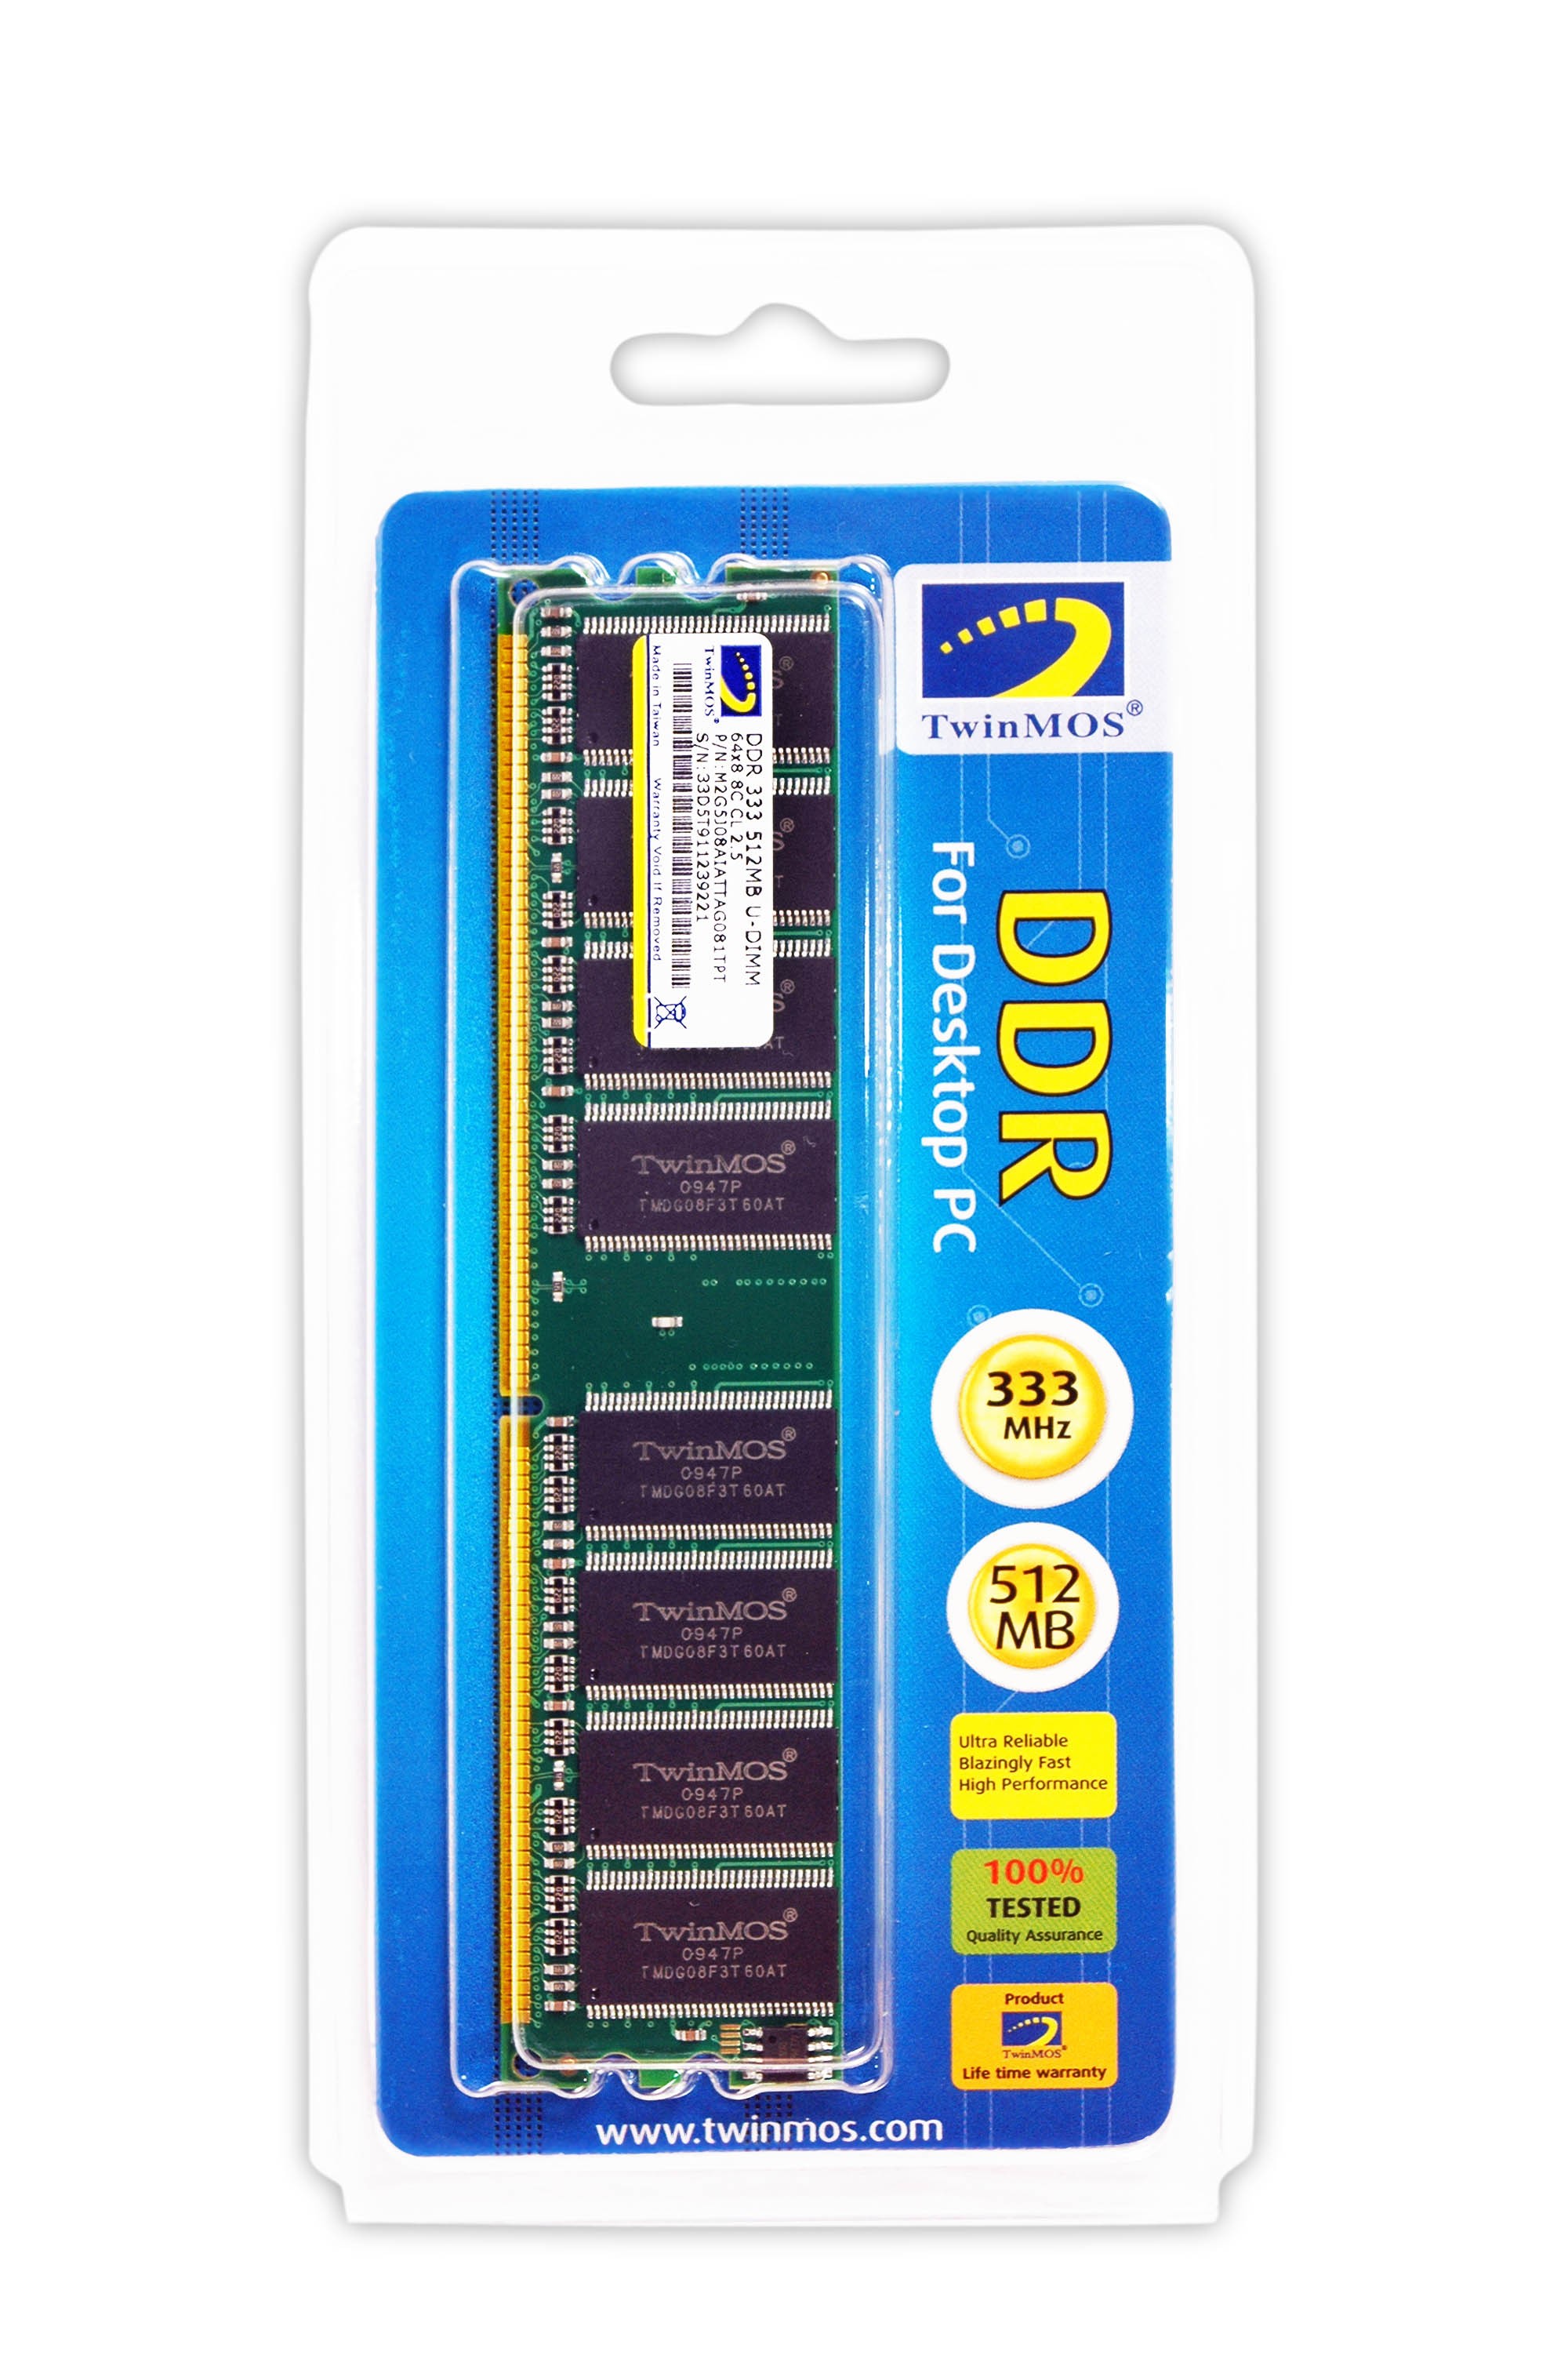 TwinMOS®
DDR
For Desktop PC
333
MHz
512
MB
Ultra Reliable
Blazingly Fast
High Performance
100%
TESTED
Quality Assurance
Product
TwinMOS®
Life time warranty
www.twinmos.com
TwinMOS®
DDR 333 512MB U-DIMM
64x8 8C CL 2.5
P/N:M2G5J08AIATTAG081TPT
S/N:33D5T911239221
Made in Taiwan Warranty Void If Removed
TwinMOS®
0947P
TMDG08F3T60AT
TwinMOS®
0947P
TMDG08F3T60AT
TwinMOS®
0947P
TMDG08F3T60AT
TwinMOS®
0947P
TMDG08F3T60AT
TwinMOS®
0947P
TMDG08F3T60AT